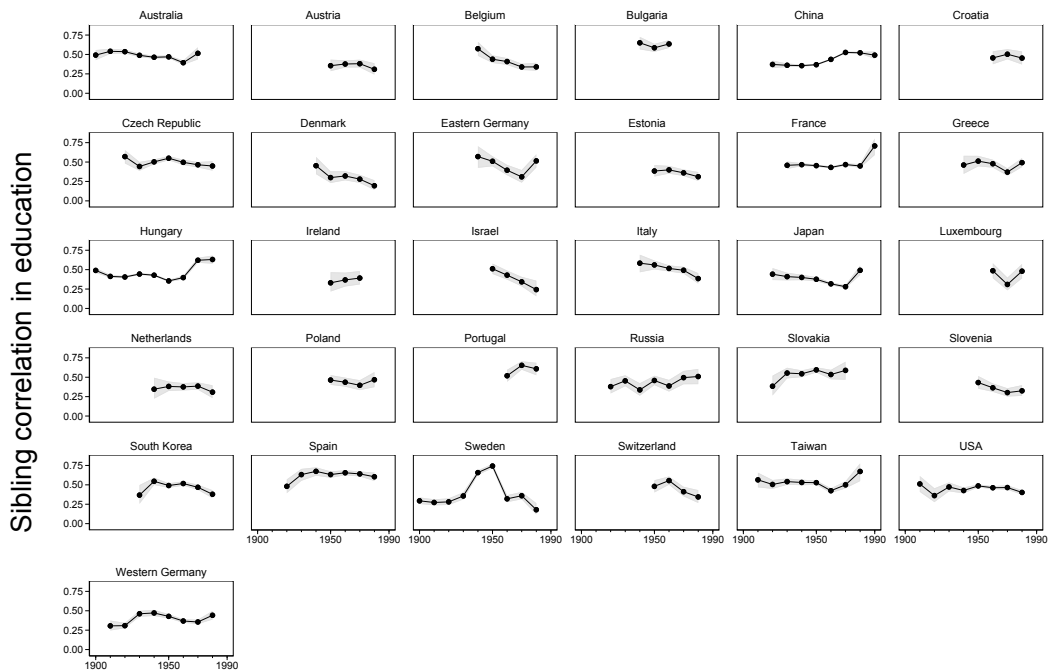 Sibling correlation in education
Australia Austria Belgium Bulgaria China Croatia
0.75
0.50
0.25
0.00
Czech Republic Denmark Eastern Germany Estonia France Greece
0.75
0.50
0.25
0.00
Hungary Ireland Israel Italy Japan Luxembourg
0.75
0.50
0.25
0.00
Netherlands Poland Portugal Russia Slovakia Slovenia
0.75
0.50
0.25
0.00
South Korea Spain Sweden Switzerland Taiwan USA
0.75
0.50
0.25
0.00
1900 1950 1990 1900 1950 1990 1900 1950 1990 1900 1950 1990 1900 1950 1990
Western Germany
0.75
0.50
0.25
0.00
1900 1950 1990